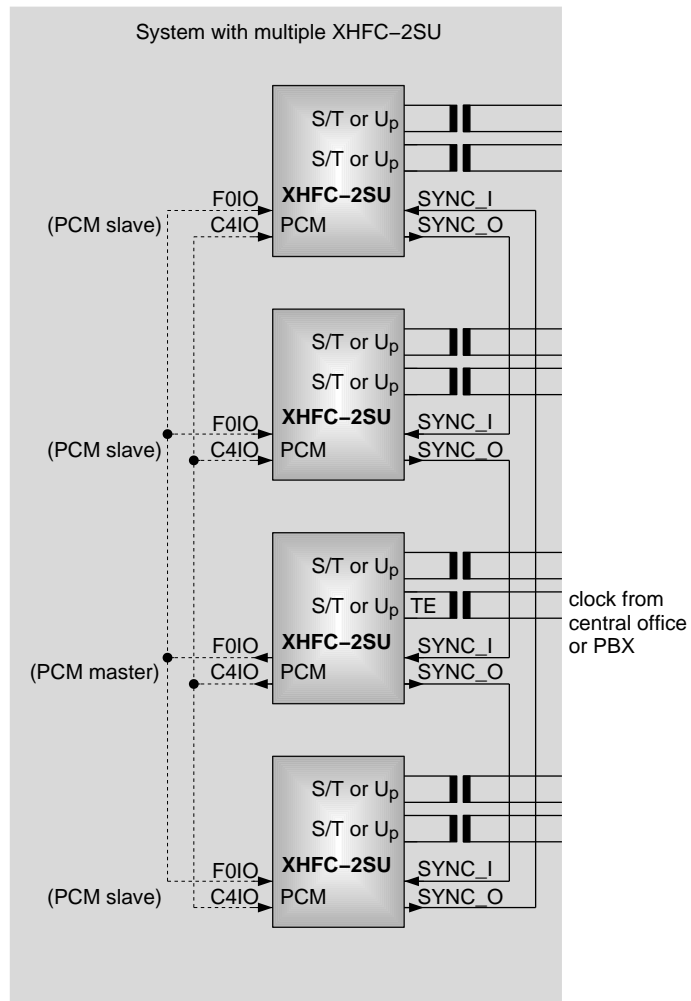 System with multiple XHFC−2SU
S/T or Up
S/T or Up
F0IO XHFC−2SU SYNC_I
(PCM slave) C4IO PCM SYNC_O
S/T or Up
S/T or Up
F0IO XHFC−2SU SYNC_I
(PCM slave) C4IO PCM SYNC_O
S/T or Up
S/T or Up TE
clock from
central office
or PBX
F0IO XHFC−2SU SYNC_I
(PCM master) C4IO PCM SYNC_O
S/T or Up
S/T or Up
F0IO XHFC−2SU SYNC_I
(PCM slave) C4IO PCM SYNC_O